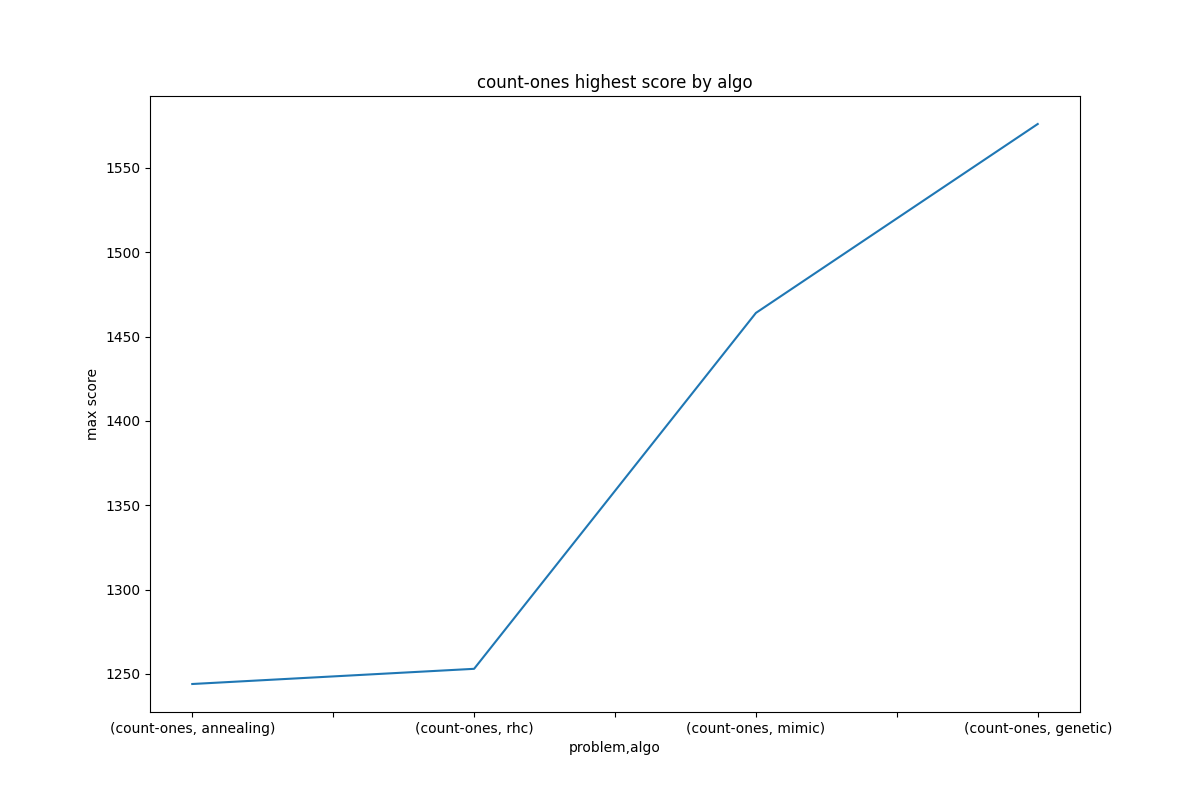 count-ones highest score by algo
1550
1500
1450
1400
1350
1300
1250
max score
(count-ones, annealing)
(count-ones, rhc)
(count-ones, mimic)
(count-ones, genetic)
problem,algo